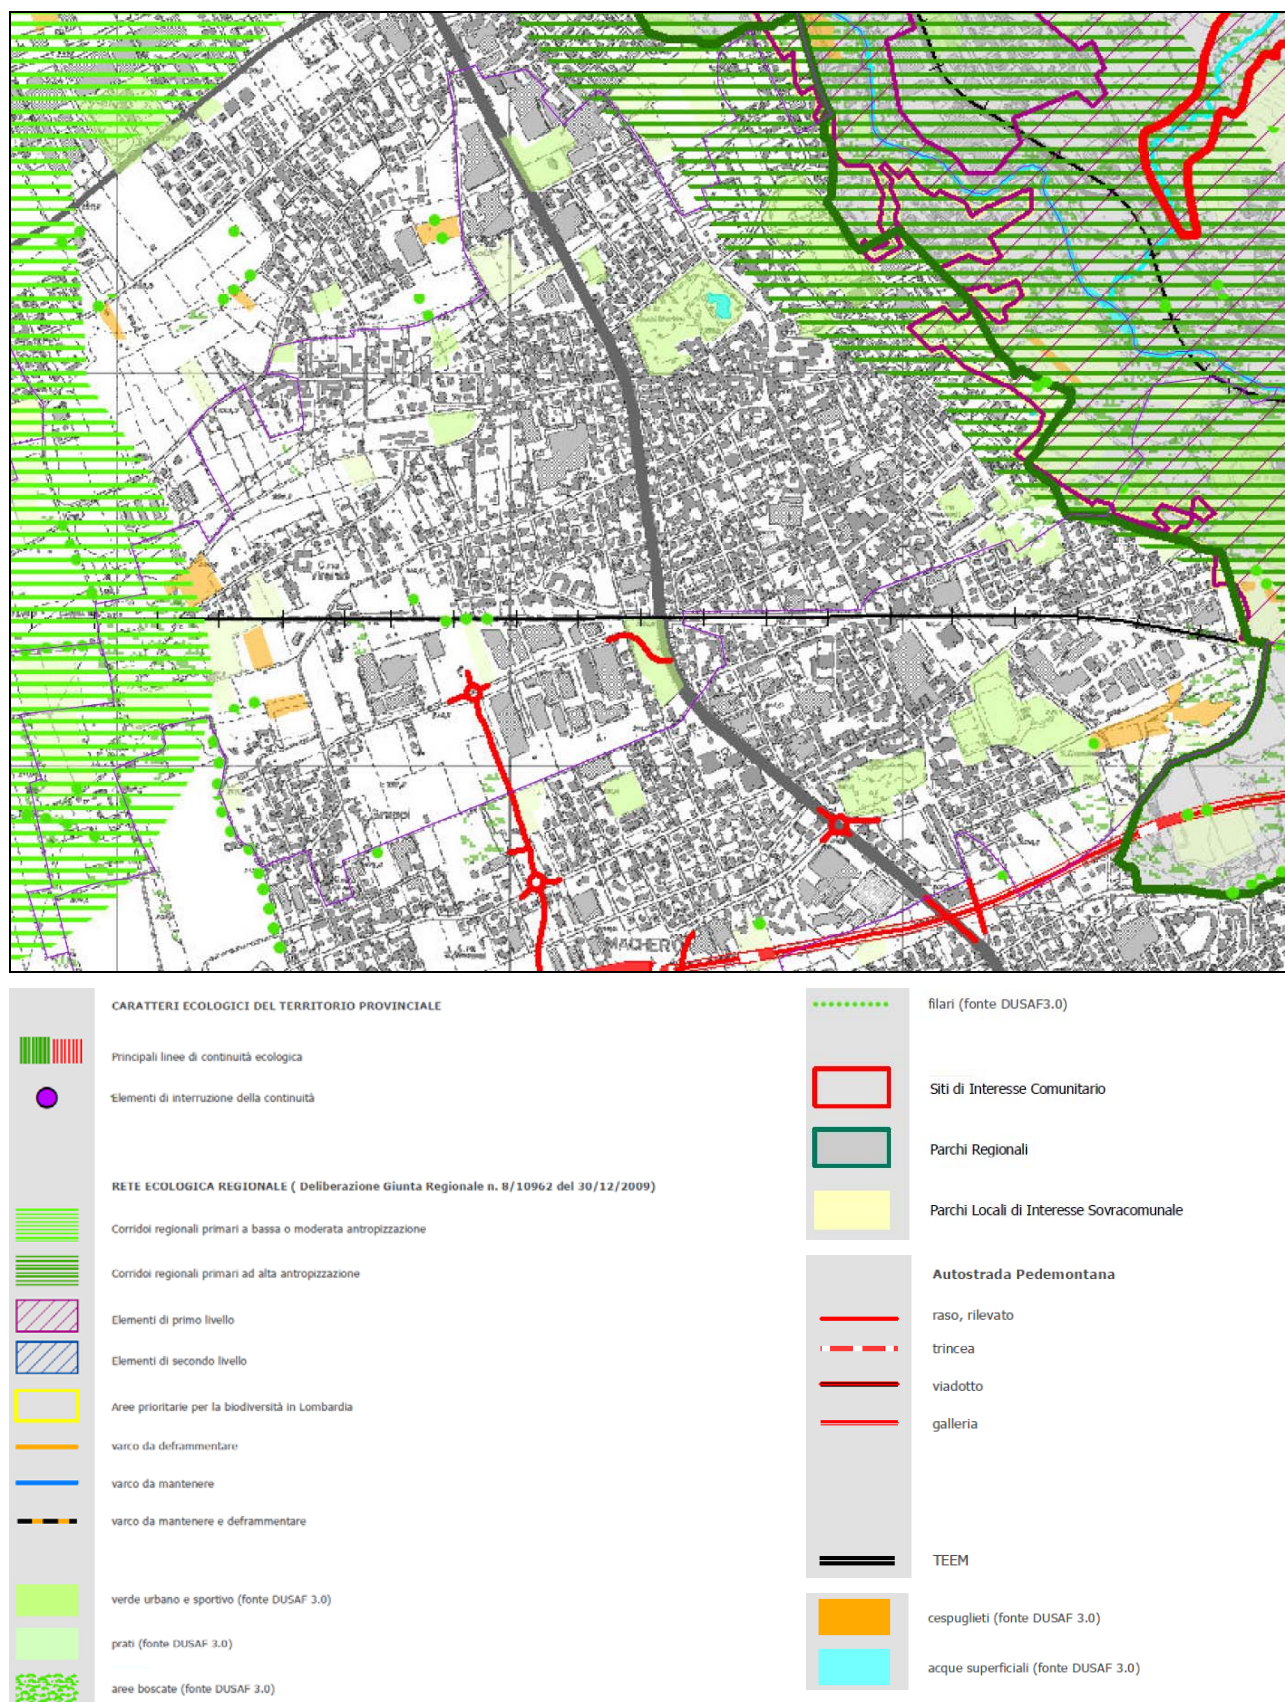 MACHERI
CARATTERI ECOLOGICI DEL TERRITORIO PROVINCIALE
Principali linee di continuità ecologica
Elementi di interruzione della continuità
RETE ECOLOGICA REGIONALE ( Deliberazione Giunta Regionale n. 8/10962 del 30/12/2009)
Corridoi regionali primari a bassa o moderata antropizzazione
Corridoi regionali primari ad alta antropizzazione
Elementi di primo livello
Elementi di secondo livello
Aree prioritarie per la biodiversità in Lombardia
varco da deframmentare
varco da mantenere
varco da mantenere e deframmentare
verde urbano e sportivo (fonte DUSAF 3.0)
prati (fonte DUSAF 3.0)
aree boscate (fonte DUSAF 3.0)
filari (fonte DUSAF3.0)
Siti di Interesse Comunitario
Parchi Regionali
Parchi Locali di Interesse Sovracomunale
Autostrada Pedemontana
raso, rilevato
trincea
viadotto
galleria
TEEM
cespuglieti (fonte DUSAF 3.0)
acque superficiali (fonte DUSAF 3.0)